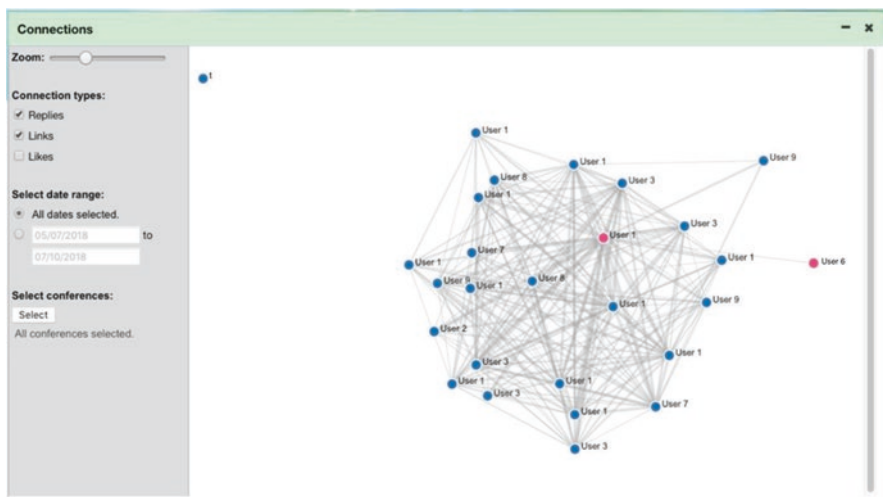 Connections
Zoom:
Connection types:
Replies
Links
Likes
Select date range:
All dates selected.
05/07/2018 to
07/10/2018
Select conferences:
Select
All conferences selected.
t
User 1
User 9
User 1
User 8
User 3
User 1
User 3
User 1
User 7
User 1
User 1
User 6
User 9
User 8
User 1
User 9
User 1
User 2
User 1
User 3
User 1
User 1
User 3
User 7
User 1
User 3